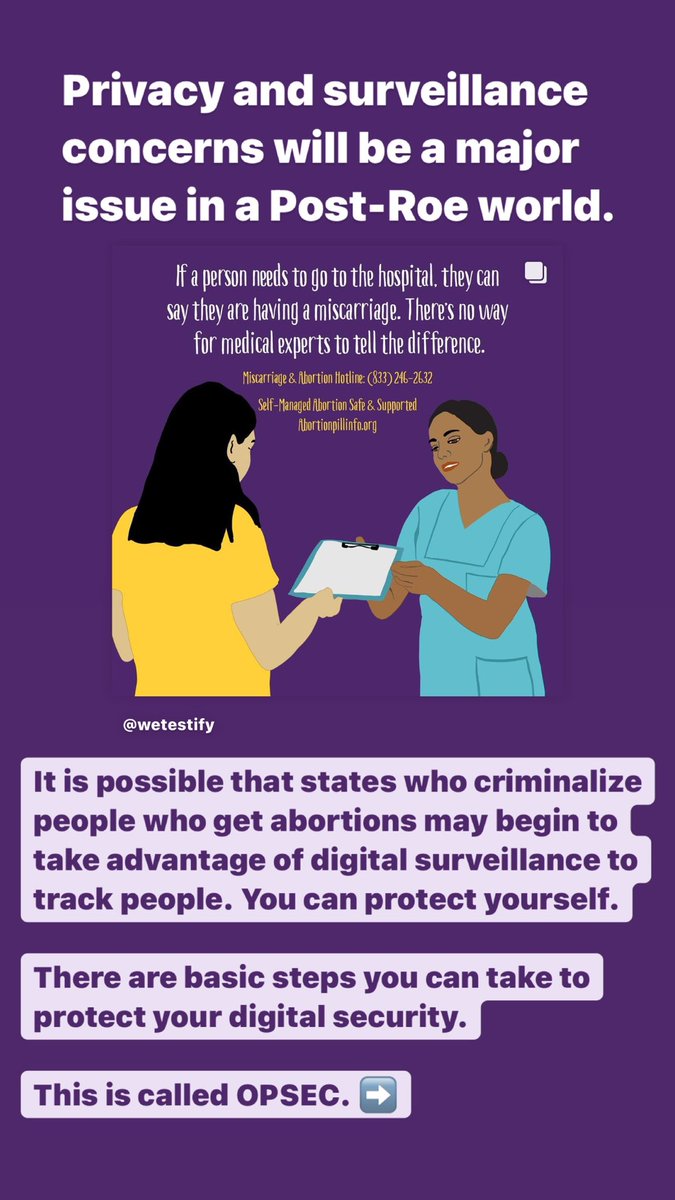 Privacy and surveillance
concerns will be a major
issue in a Post-Roe world.
If a person needs to go to the hospital, they can
say they are having a miscarriage. There's no way
for medical experts to tell the difference.
Miscarriage & Abortion Hotline: (833) 246-2632
Self-Managed Abortion Safe & Supported
Abortionpillinfo.org
@wetestify
It is possible that states who criminalize
people who get abortions may begin to
take advantage of digital surveillance to
track people. You can protect yourself.
There are basic steps you can take to
protect your digital security.
This is called OPSEC. ➡️